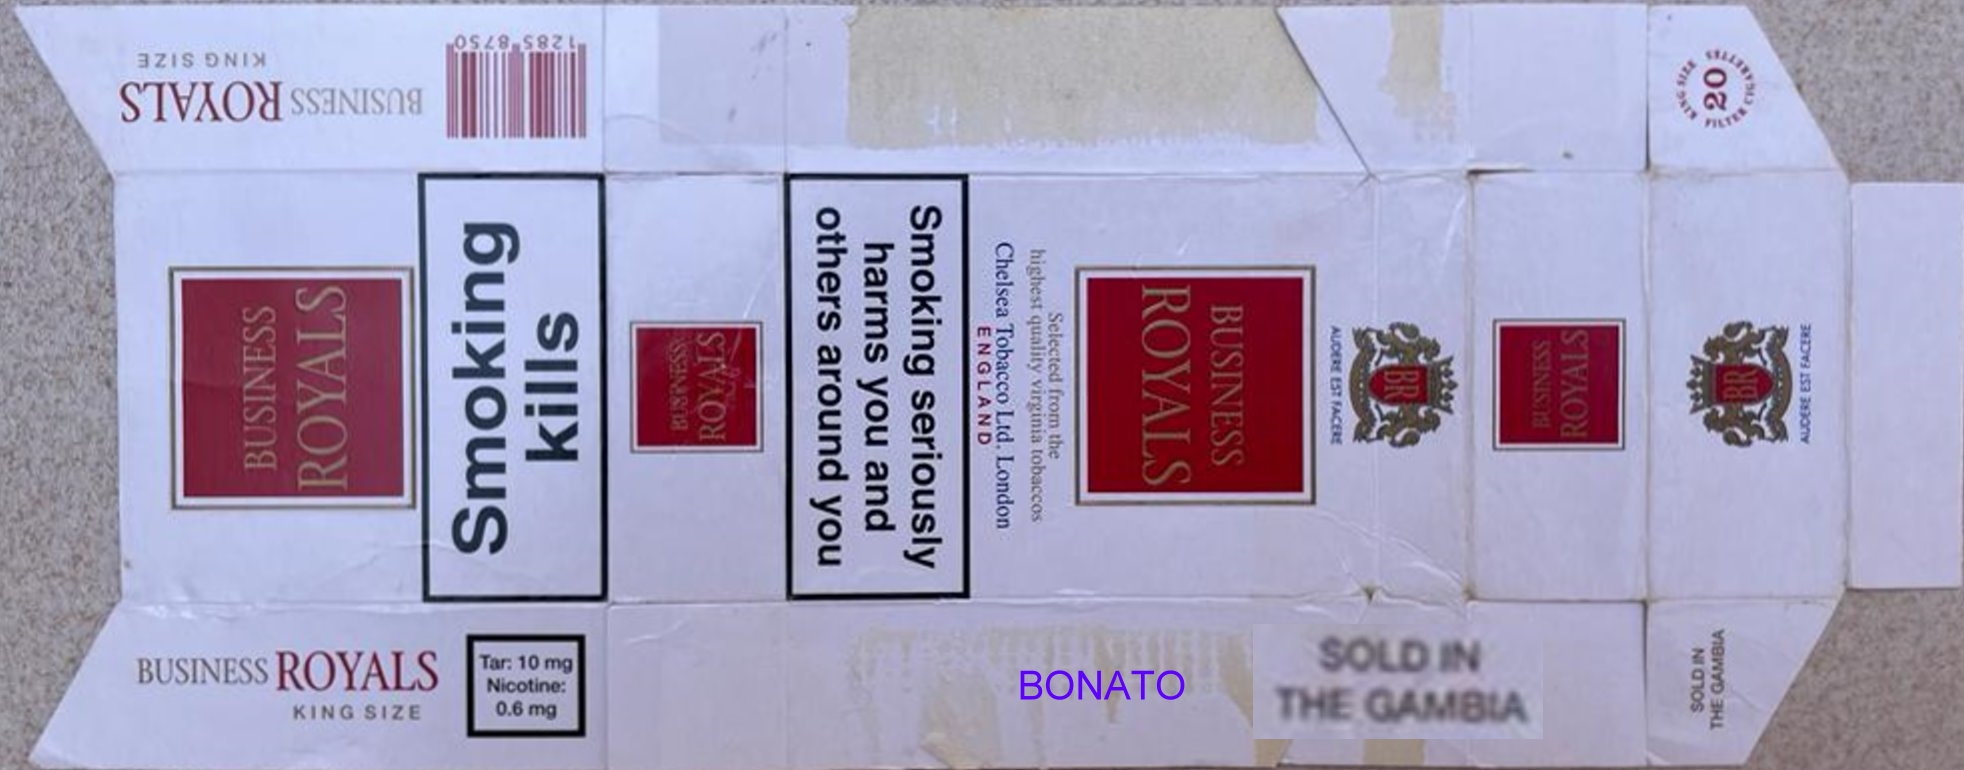 1285 8750
BUSINESS ROYALS
KING SIZE
KING SIZE FILTER CIGARETTES
20
BUSINESS
ROYALS
Smoking
kills
BUSINESS
ROYALS
Smoking seriously
harms you and
others around you
Selected from the
highest quality virginia tobaccos
Chelsea Tobacco Ltd. London
ENGLAND
BUSINESS
ROYALS
BR
AUDERE EST FACERE
BUSINESS
ROYALS
BR
AUDERE EST FACERE
BUSINESS ROYALS
KING SIZE
Tar: 10 mg
Nicotine:
0.6 mg
BONATO
SOLD IN
THE GAMBIA
SOLD IN
THE GAMBIA